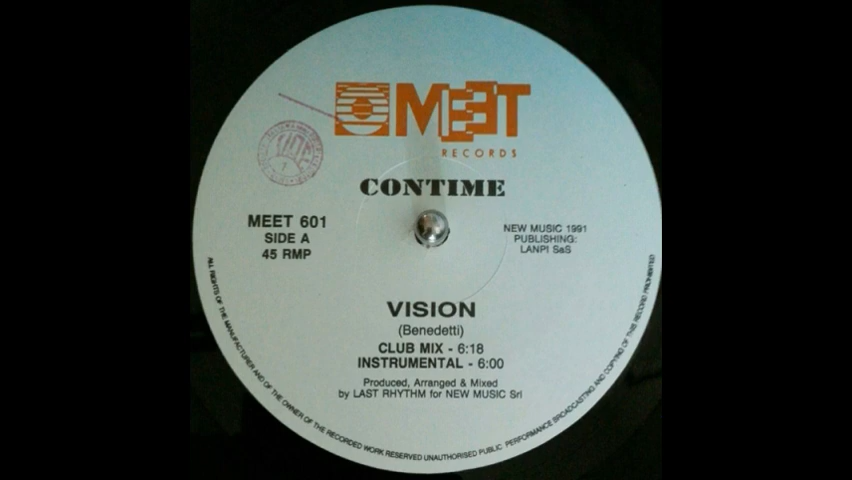 MEET
RECORDS
CONTIME
MEET 601
SIDE A
45 RMP
NEW MUSIC 1991
PUBLISHING:
LANPI SaS
VISION
(Benedetti)
CLUB MIX - 6:18
INSTRUMENTAL - 6:00
Produced, Arranged & Mixed
by LAST RHYTHM for NEW MUSIC Srl
ALL RIGHTS OF THE MANUFACTURER AND OF THE OWNER OF THE RECORDED WORK RESERVED UNAUTHORISED PUBLIC PERFORMANCE BROADCASTING AND COPYING OF THIS RECORD PROHIBITED